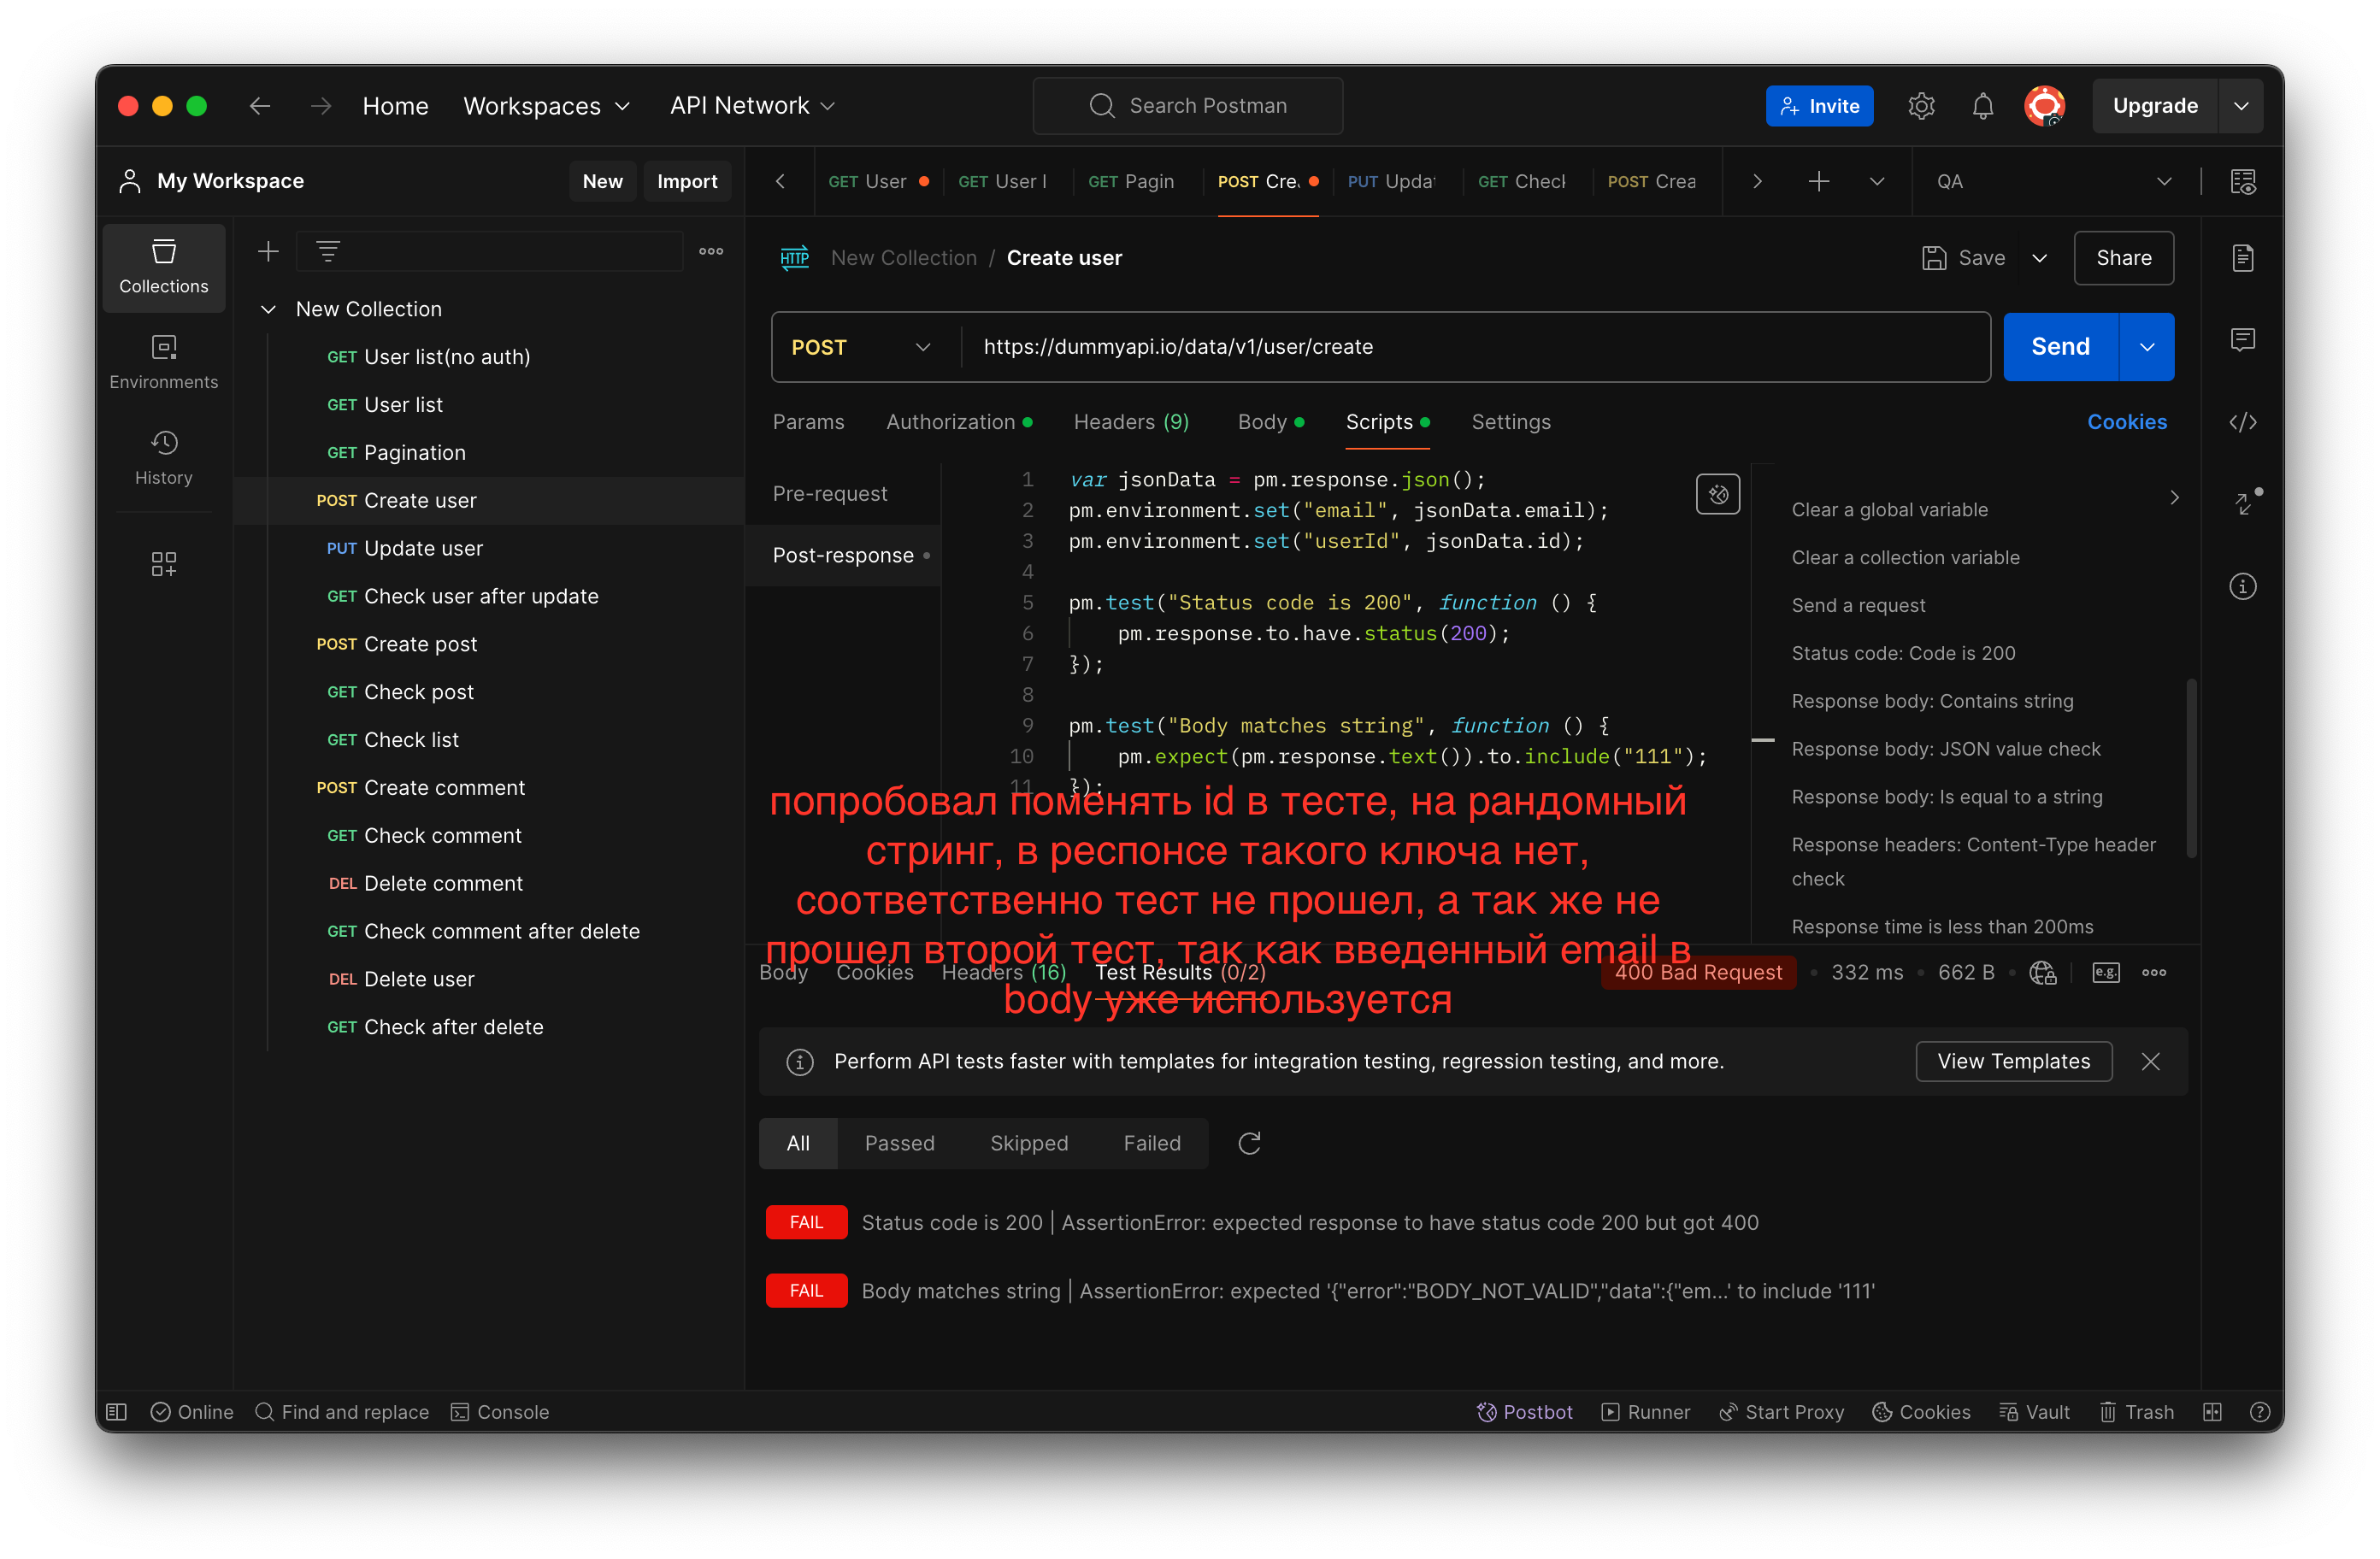 Home
Workspaces
API Network
Search Postman
Invite
Upgrade
My Workspace
New
Import
GET User
GET User l
GET Pagin
POST Cre
PUT Upda
GET Check
POST Crea
QA
Collections
Environments
History
New Collection
GET User list(no auth)
GET User list
GET Pagination
POST Create user
PUT Update user
GET Check user after update
POST Create post
GET Check post
GET Check list
POST Create comment
GET Check comment
DEL Delete comment
GET Check comment after delete
DEL Delete user
GET Check after delete
HTTP New Collection / Create user
Save
Share
POST
https://dummyapi.io/data/v1/user/create
Send
Params
Authorization
Headers (9)
Body
Scripts
Settings
Cookies
Pre-request
Post-response
1 var jsonData = pm.response.json();
2 pm.environment.set("email", jsonData.email);
3 pm.environment.set("userId", jsonData.id);
4
5 pm.test("Status code is 200", function () {
6 pm.response.to.have.status(200);
7 });
8
9 pm.test("Body matches string", function () {
10 pm.expect(pm.response.text()).to.include("111");
11 });
Clear a global variable
Clear a collection variable
Send a request
Status code: Code is 200
Response body: Contains string
Response body: JSON value check
Response body: Is equal to a string
Response headers: Content-Type header
check
Response time is less than 200ms
попробовал поменять id в тесте, на рандомный
стринг, в респонсе такого ключа нет,
соответственно тест не прошел, а так же не
прошел второй тест, так как введенный email в
body уже используется
Body
Cookies
Headers (16)
Test Results (0/2)
400 Bad Request
332 ms
662 B
e.g.
Perform API tests faster with templates for integration testing, regression testing, and more.
View Templates
All
Passed
Skipped
Failed
FAIL Status code is 200 | AssertionError: expected response to have status code 200 but got 400
FAIL Body matches string | AssertionError: expected '{"error":"BODY_NOT_VALID","data":{"em...' to include '111'
Online
Find and replace
Console
Postbot
Runner
Start Proxy
Cookies
Vault
Trash